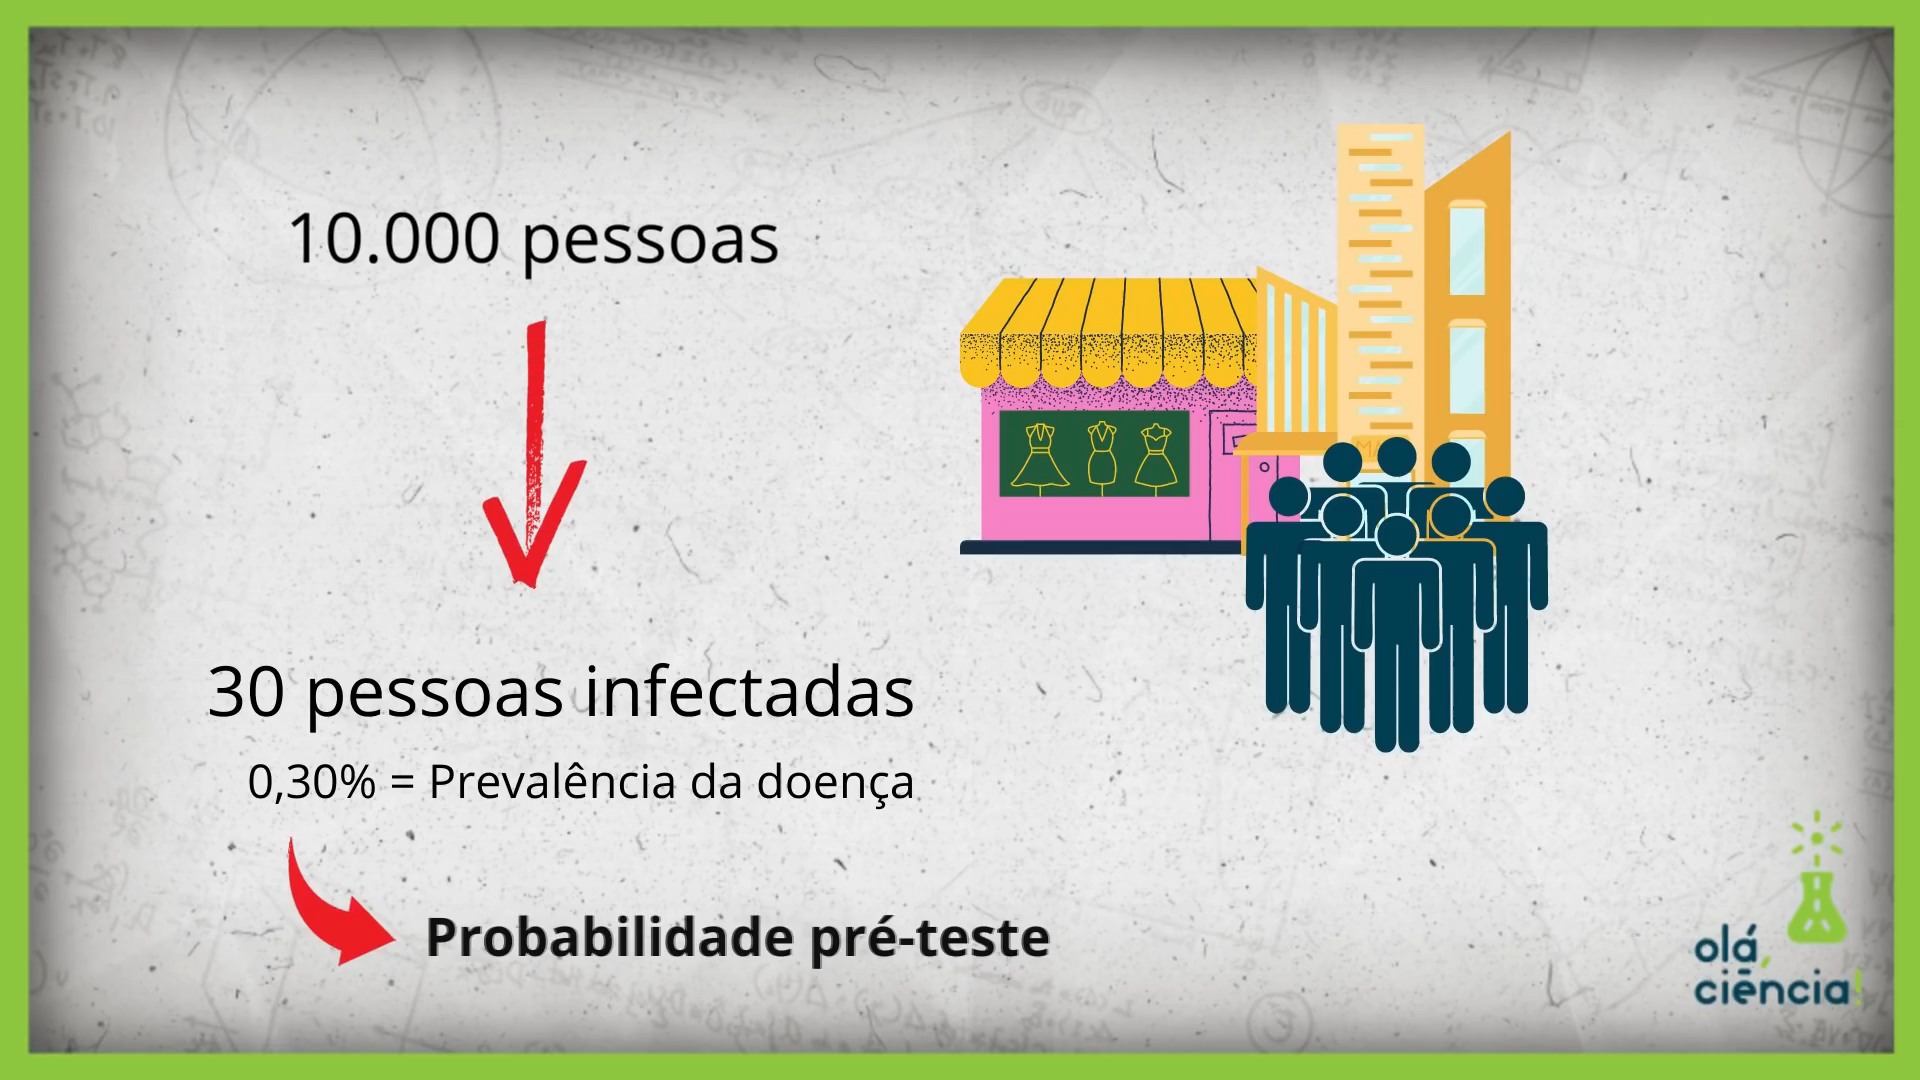 10.000 pessoas
30 pessoas infectadas
0,30% = Prevalência da doença
Probabilidade pré-teste
olá,
ciência!